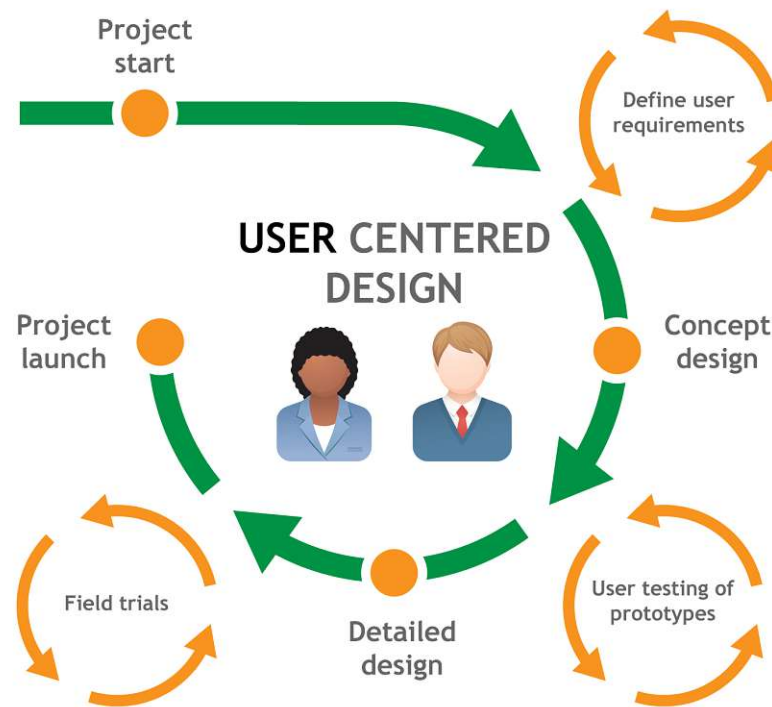 Project
start
Define user
requirements
USER CENTERED
DESIGN
Project
launch
Concept
design
Field trials
Detailed
design
User testing of
prototypes